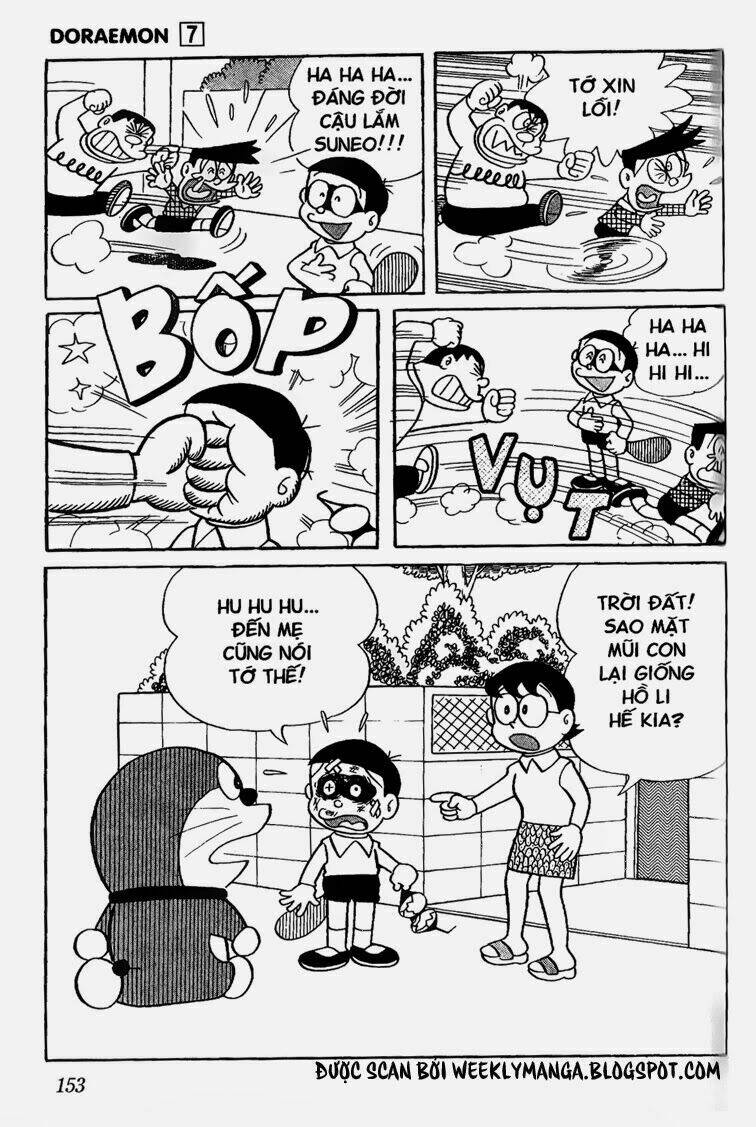 DORAEMON 7
HA HA HA...
ĐÁNG ĐỜI
CẬU LẮM
SUNEO!!!
TỚ XIN
LỖI!
BỐP
HA HA
HA... HI
HI HI...
VỤT
HU HU HU...
ĐẾN MẸ
CŨNG NÓI
TỚ THẾ!
TRỜI ĐẤT!
SAO MẶT
MŨI CON
LẠI GIỐNG
HỒ LI
HẾ KIA?
153
ĐƯỢC SCAN BỞI WEEKLYMANGA.BLOGSPOT.COM